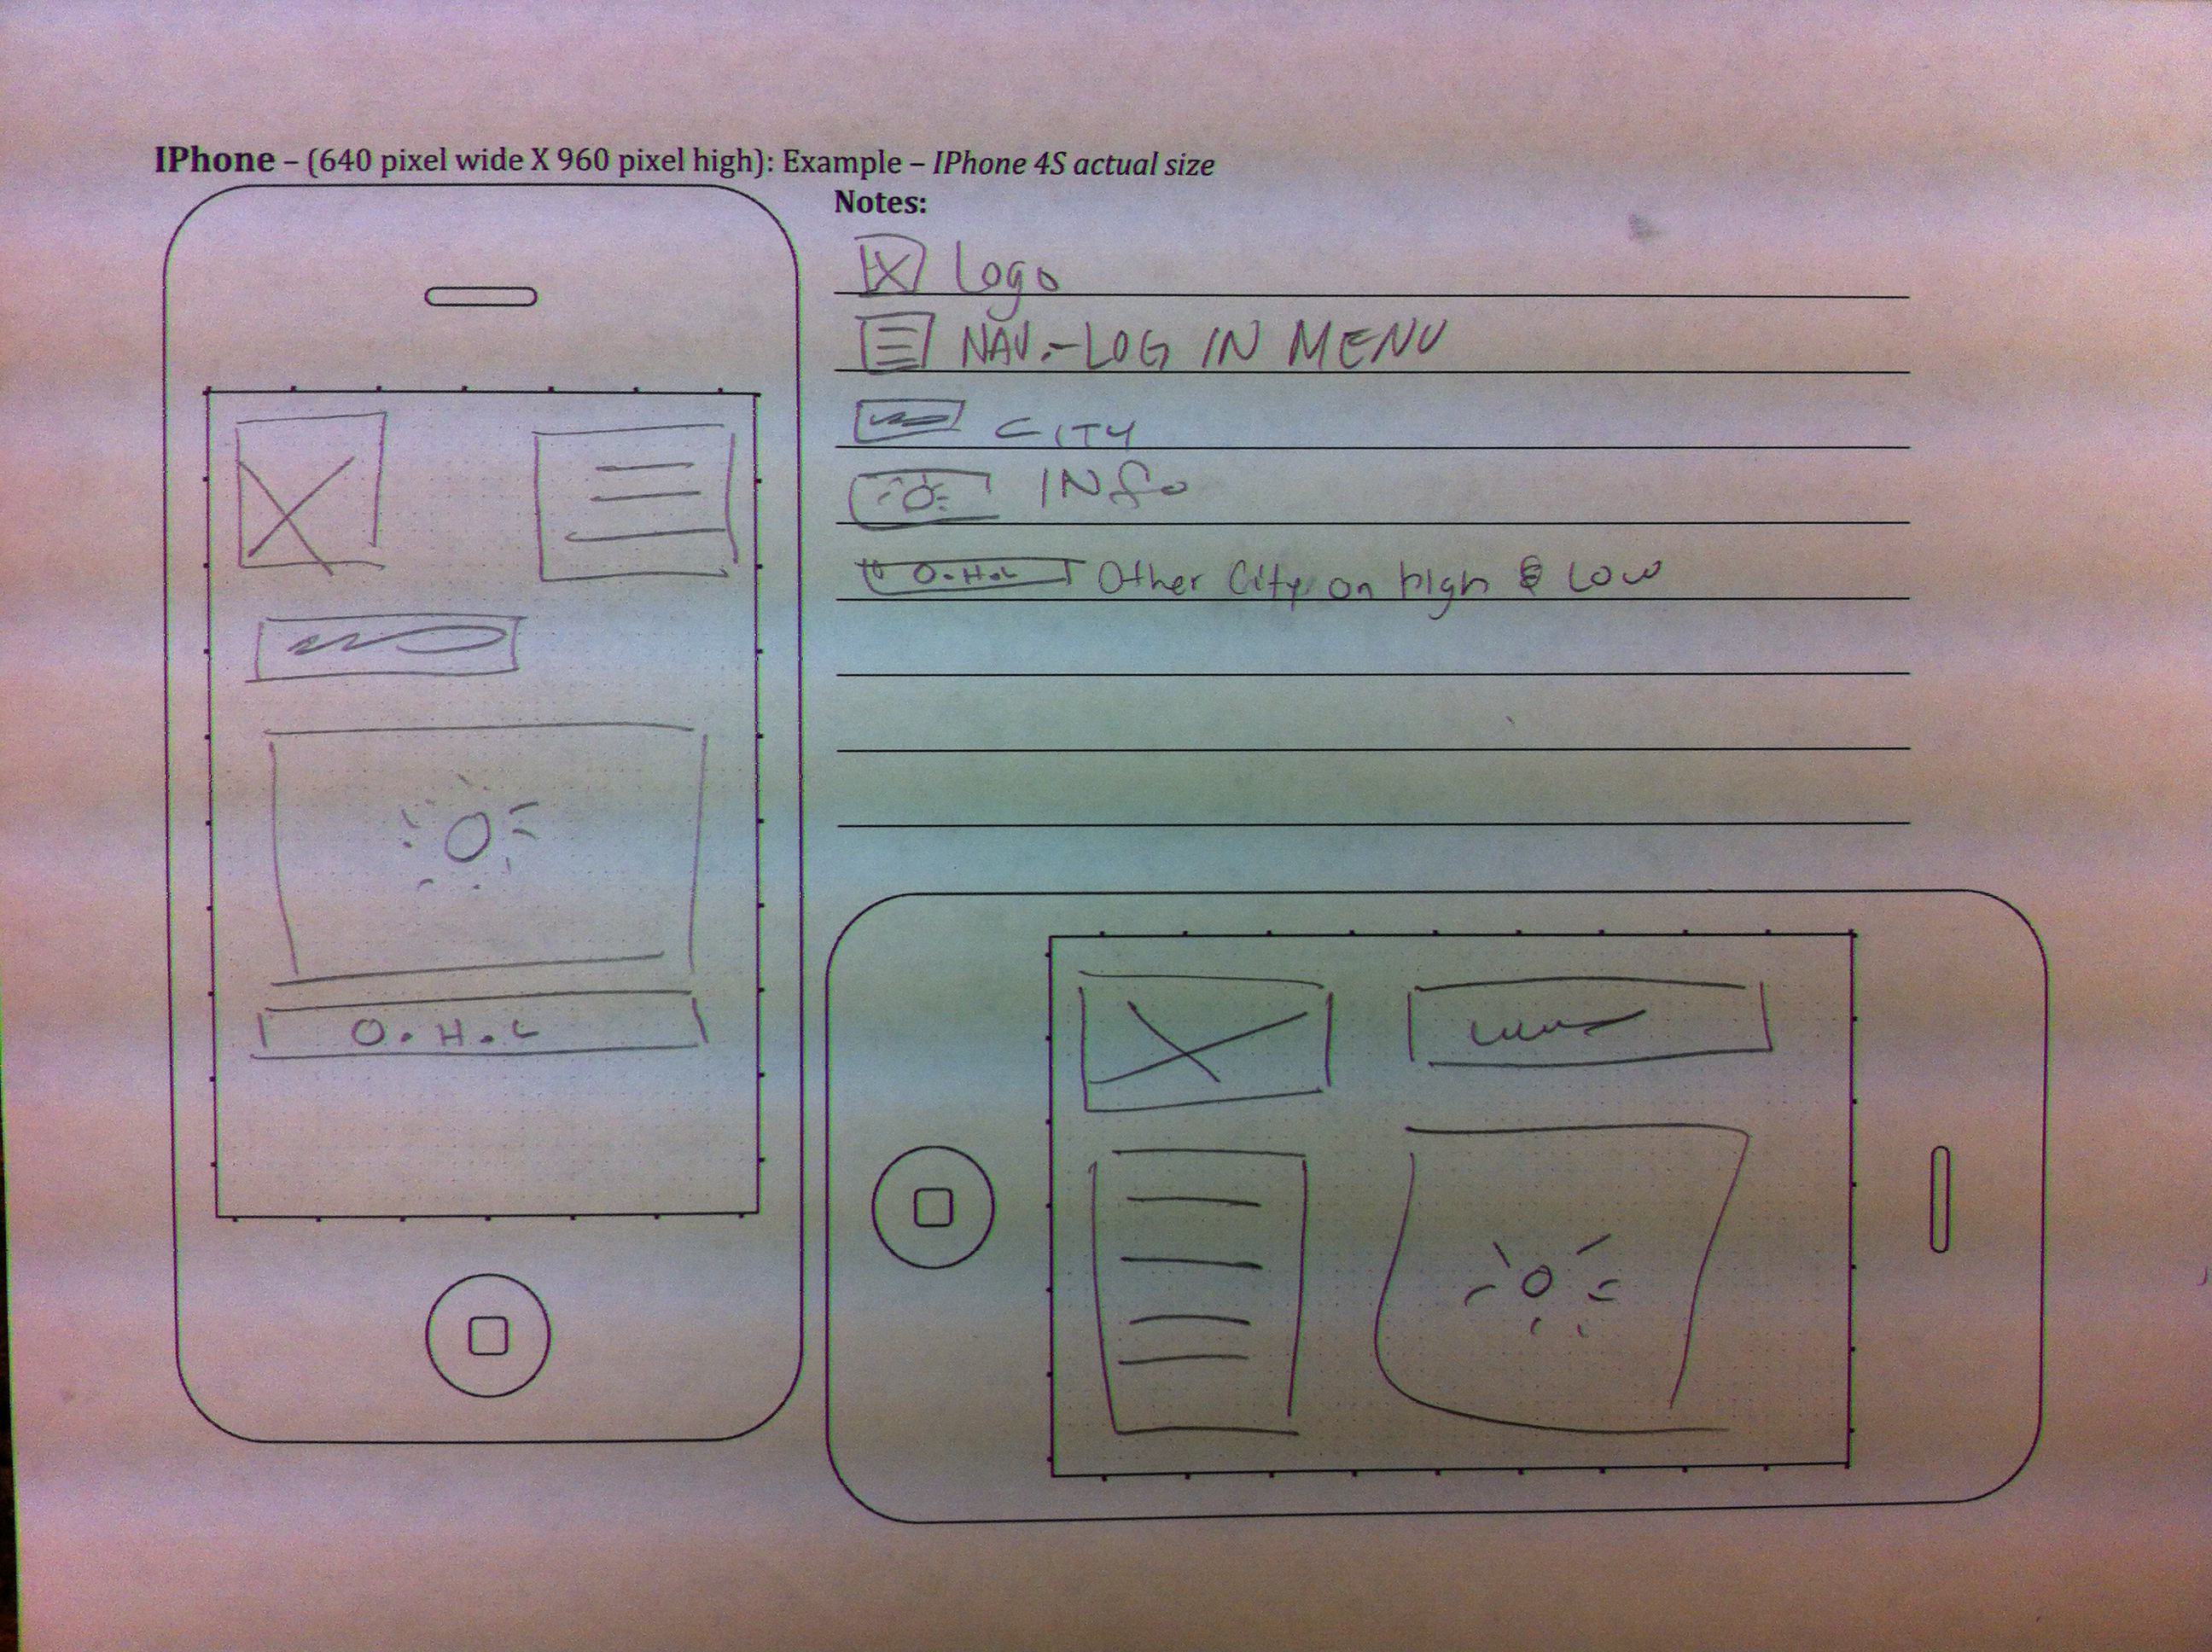 IPhone – (640 pixel wide X 960 pixel high): Example – IPhone 4S actual size
Notes:
Logo
NAV - LOG IN MENU
CITY
INFo
O · H · L Other City on high & Low
O · H · L